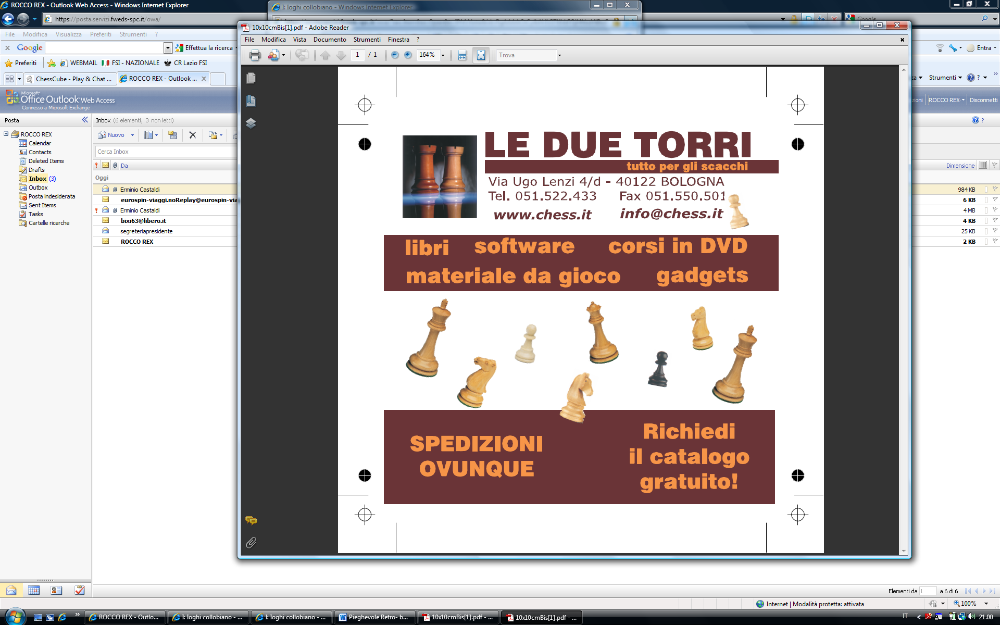 ROCCO REX - Outlook Web Access - Windows Internet Explorer
I: loghi collobiano - Windows Internet Explorer
https://posta.servizi.fweds-spc.it/owa/
Google
File Modifica Visualizza Preferiti Strumenti ?
Google Effettua la ricerca
Entra
Preferiti WEBMAIL FSI - NAZIONALE CR Lazio FSI
ChessCube - Play & Chat ... ROCCO REX - Outlook ...
Strumenti ?
Microsoft
Office Outlook Web Access
Connesso a Microsoft Exchange
ROCCO REX Disconnetti
Posta
Inbox (6 elementi, 3 non letti)
?
ROCCO REX
Calendar
Contacts
Deleted Items
Drafts
Inbox (3)
Outbox
Posta indesiderata
Sent Items
Tasks
Cartelle ricerche
Nuovo
Cerca Inbox
Da
Dimensione
Oggi
Erminio Castaldi 984 KB
eurospin-viaggi.noReplay@eurospin-via 6 KB
Erminio Castaldi 4 MB
bixi63@libero.it 4 KB
segreteriapresidente 25 KB
ROCCO REX 2 KB
10x10cmBis[1].pdf - Adobe Reader
File Modifica Vista Documento Strumenti Finestra ?
1 / 1 164% Trova
LE DUE TORRI
tutto per gli scacchi
Via Ugo Lenzi 4/d - 40122 BOLOGNA
Tel. 051.522.433 Fax 051.550.501
www.chess.it info@chess.it
libri software corsi in DVD
materiale da gioco gadgets
SPEDIZIONI
OVUNQUE
Richiedi
il catalogo
gratuito!
Elementi da 1 a 6 di 6
Internet | Modalità protetta: attivata 100%
ROCCO REX - Outlo... I: loghi collobiano - ... I: loghi collobiano - ... Pieghevole Retro- b... 10x10cmBis[1].pdf - ... 10x10cmBis[1].pdf - ...
IT 21.00